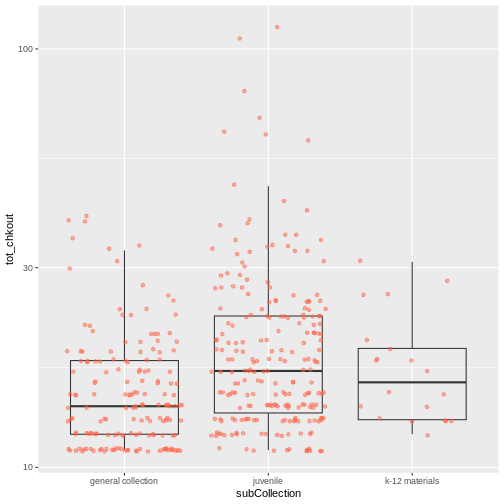 100
30
10
tot_chkout
general collection
juvenile
k-12 materials
subCollection